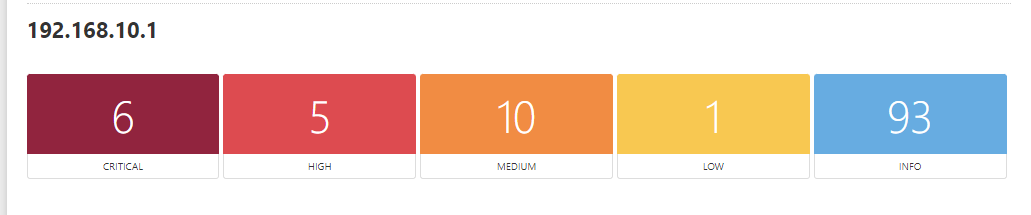 192.168.10.1
6 5 10 1 93
CRITICAL HIGH MEDIUM LOW INFO